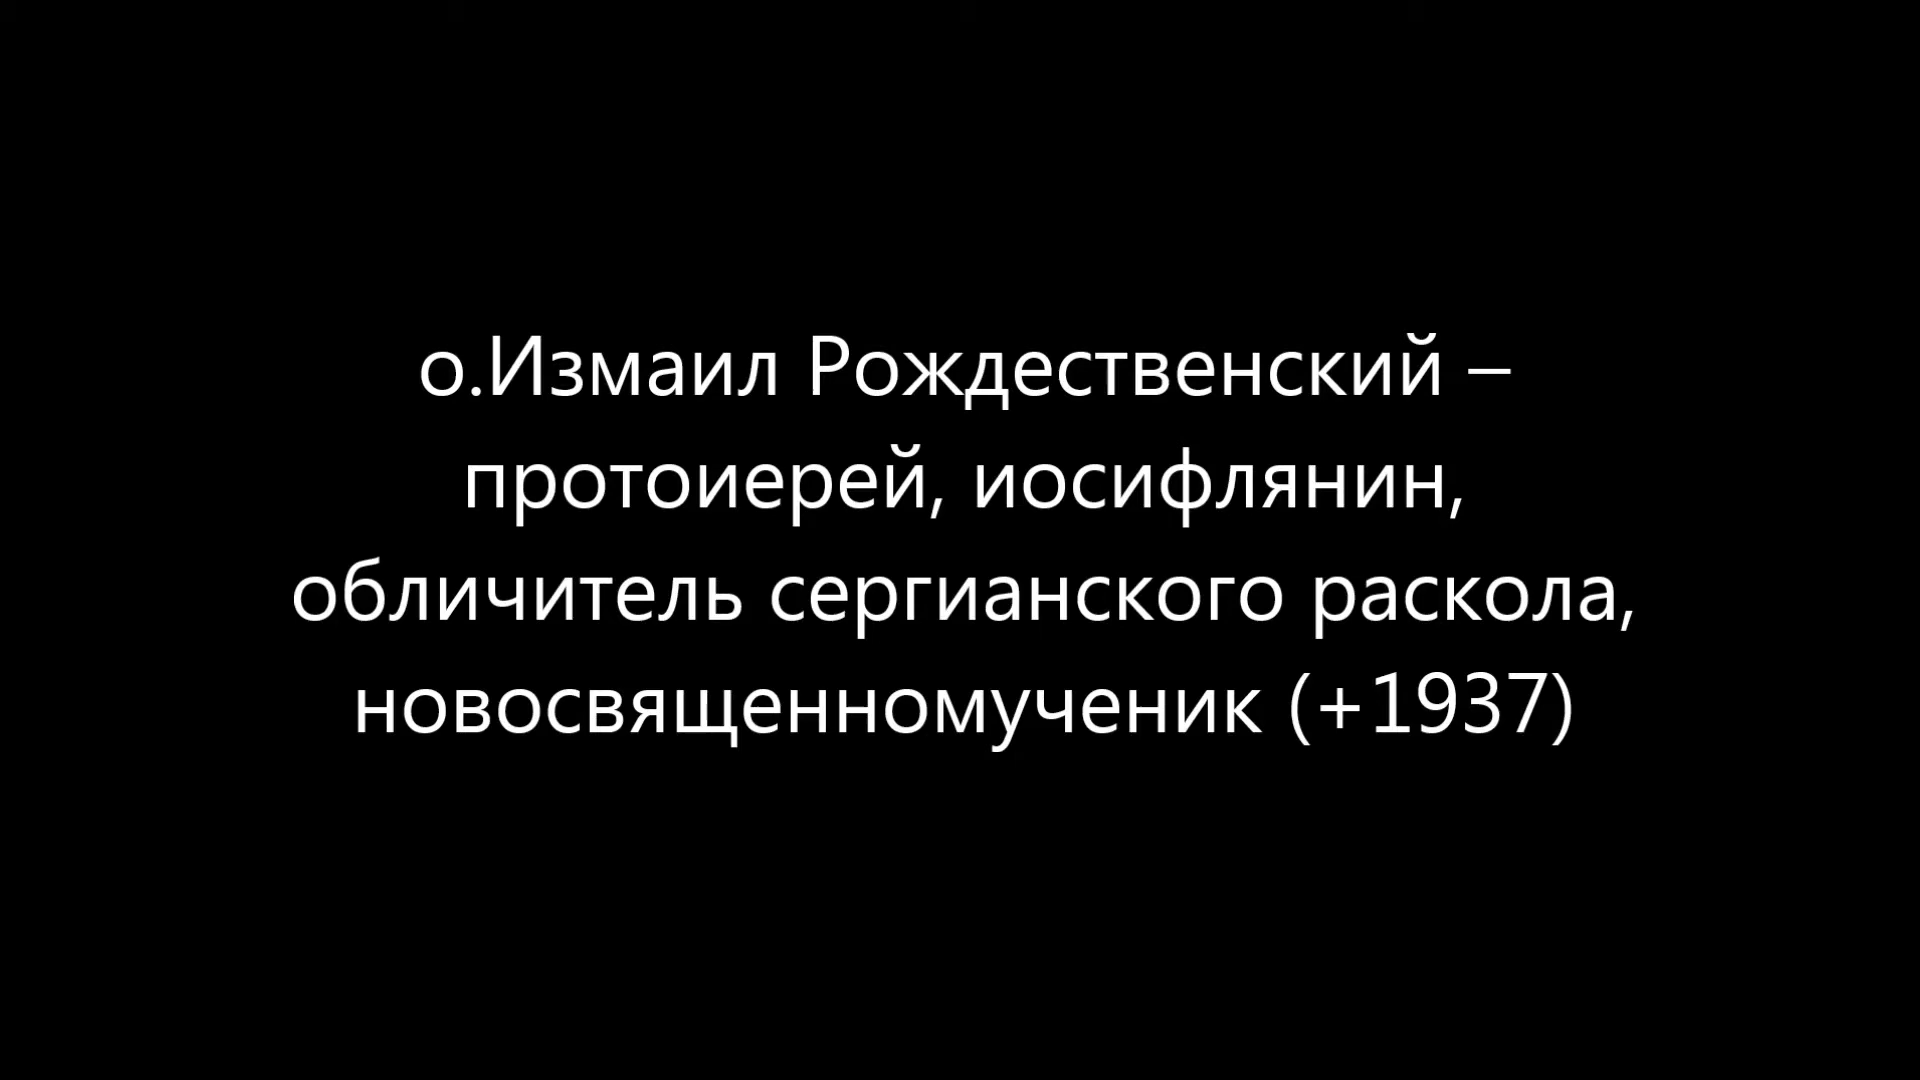 о.Измаил Рождественский –
протоиерей, иосифлянин,
обличитель сергианского раскола,
новосвященномученик (+1937)